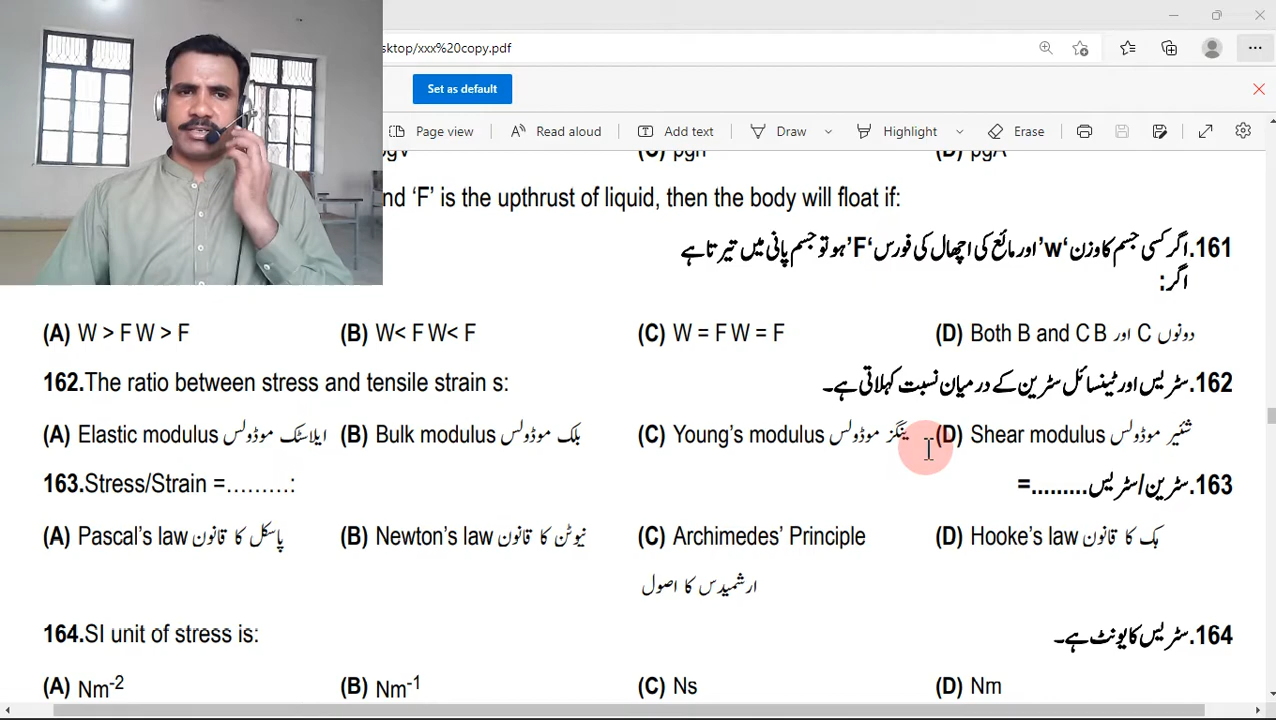 sktop/xxx%20copy.pdf
Set as default
Page view Read aloud Add text Draw Highlight Erase
nd ‘F’ is the upthrust of liquid, then the body will float if:
161.اگر کسی جسم کا وزن ‘w’ اور مائع کی اچھال کی فورس ‘F’ ہو تو جسم پانی میں تیرتا ہے
اگر:
(A) W > F W > F (B) W< F W< F (C) W = F W = F (D) Both B and C B اور C دونوں
162.The ratio between stress and tensile strain s: 162.سٹریس اور ٹینسائل سٹرین کے درمیان نسبت کہلاتی ہے۔
(A) Elastic modulus ایلاسٹک موڈولس (B) Bulk modulus بلک موڈولس (C) Young’s modulus ینگز موڈولس (D) Shear modulus شئیر موڈولس
163.Stress/Strain =………: 163.سٹرین/سٹریس.........=
(A) Pascal’s law پاسکل کا قانون (B) Newton’s law نیوٹن کا قانون (C) Archimedes’ Principle (D) Hooke’s law ہک کا قانون
ارشمیدس کا اصول
164.SI unit of stress is: 164.سٹریس کا یونٹ ہے۔
(A) Nm-2 (B) Nm-1 (C) Ns (D) Nm